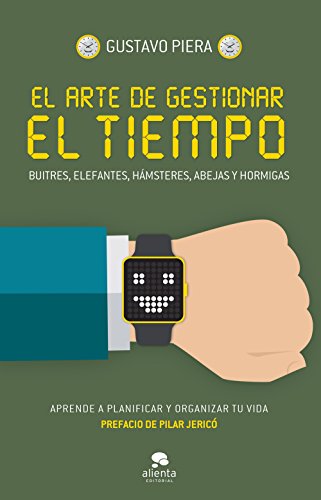 GUSTAVO PIERA
EL ARTE DE GESTIONAR
EL TIEMPO
BUITRES, ELEFANTES, HÁMSTERES, ABEJAS Y HORMIGAS
APRENDE A PLANIFICAR Y ORGANIZAR TU VIDA
PREFACIO DE PILAR JERICÓ
alienta
EDITORIAL